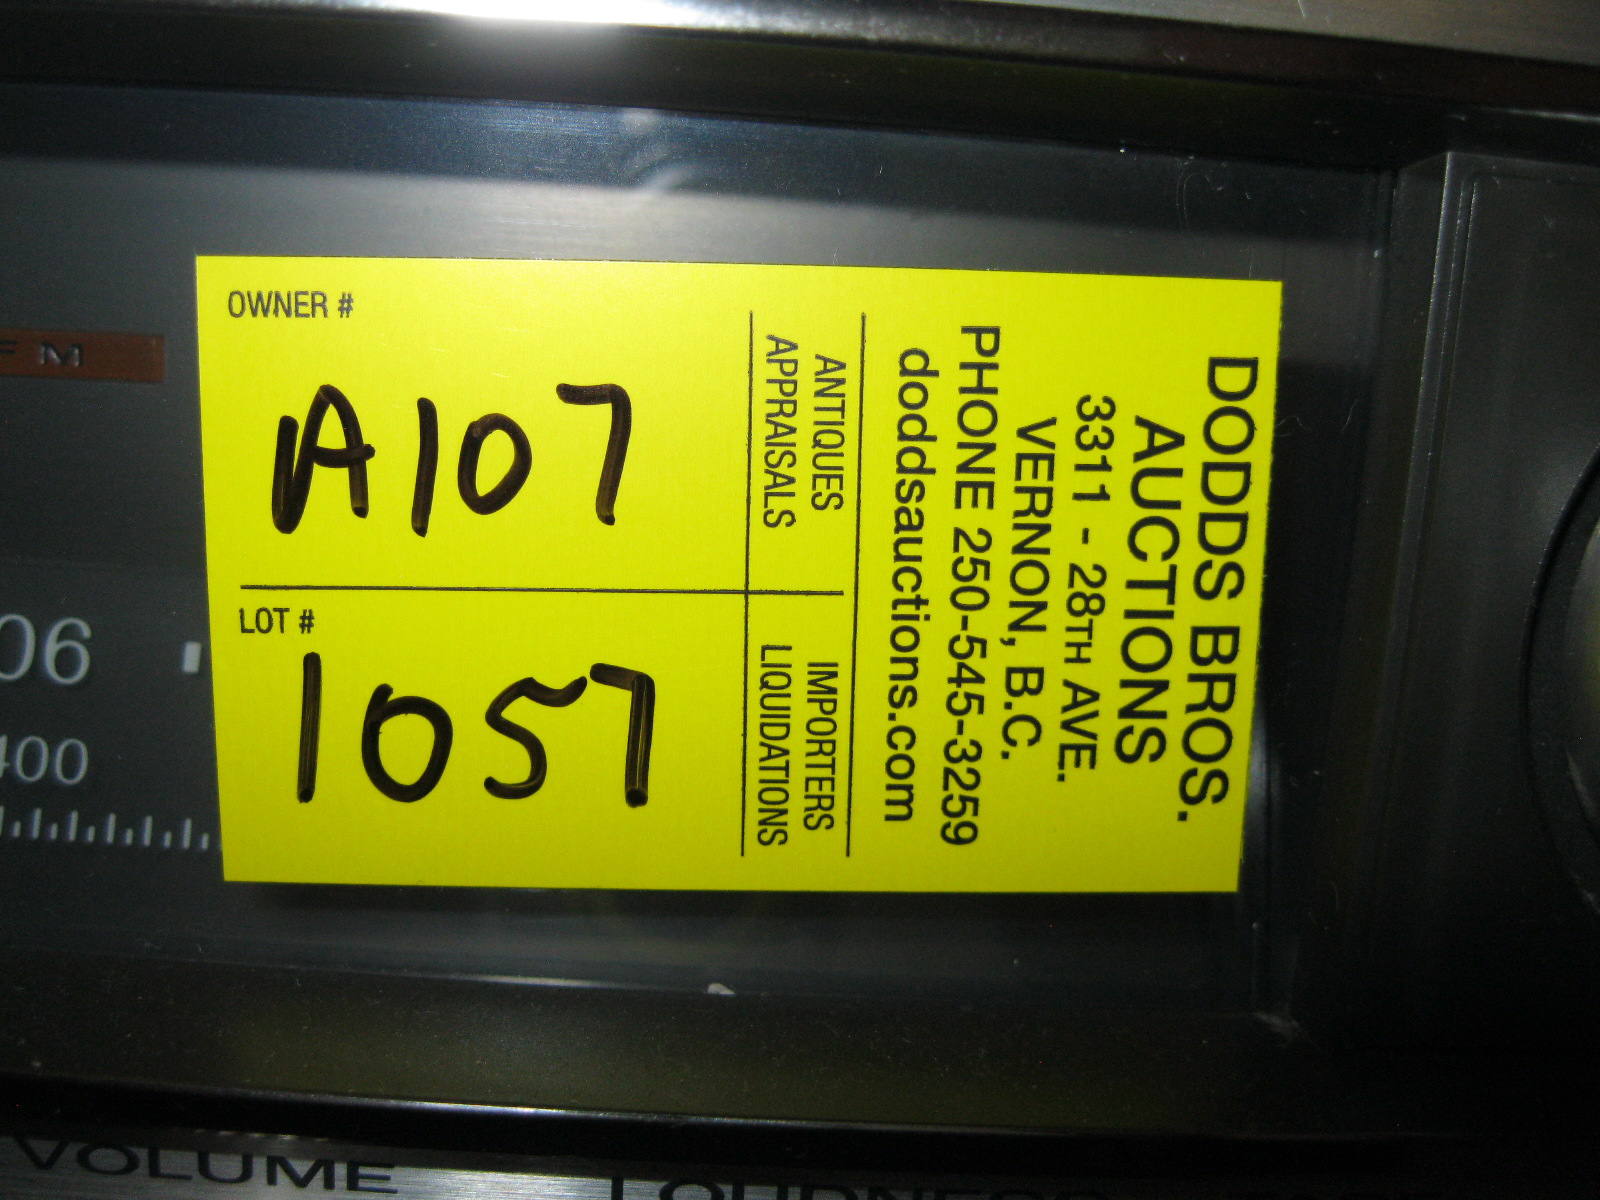 OWNER #
A107
LOT #
1057
DODDS BROS.
AUCTIONS
3311 - 28TH AVE.
VERNON, B.C.
PHONE 250-545-3259
doddsauctions.com
ANTIQUES
APPRAISALS
IMPORTERS
LIQUIDATIONS
FM
06
400
VOLUME
LOUDNESS